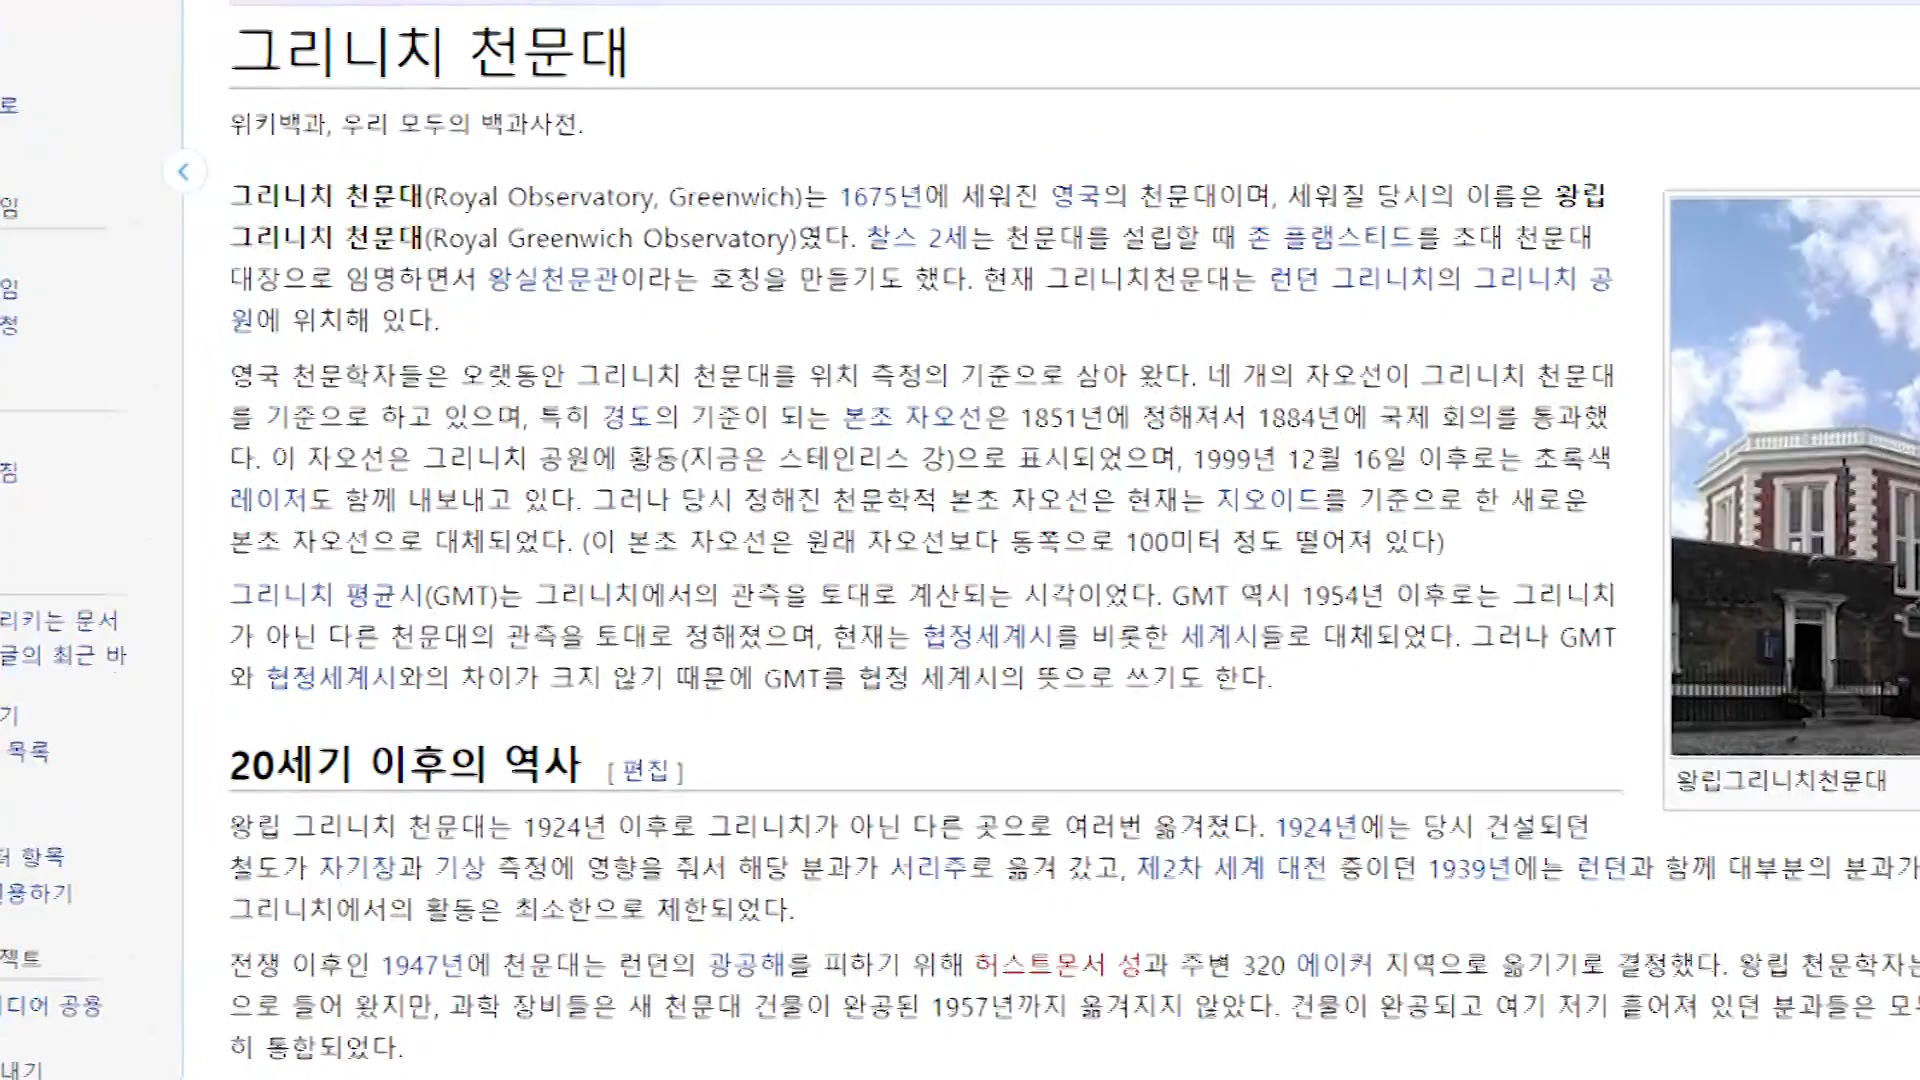 그리니치 천문대
위키백과, 우리 모두의 백과사전.
그리니치 천문대(Royal Observatory, Greenwich)는 1675년에 세워진 영국의 천문대이며, 세워질 당시의 이름은 왕립
그리니치 천문대(Royal Greenwich Observatory)였다. 찰스 2세는 천문대를 설립할 때 존 플램스티드를 초대 천문대
대장으로 임명하면서 왕실천문관이라는 호칭을 만들기도 했다. 현재 그리니치천문대는 런던 그리니치의 그리니치 공
원에 위치해 있다.
영국 천문학자들은 오랫동안 그리니치 천문대를 위치 측정의 기준으로 삼아 왔다. 네 개의 자오선이 그리니치 천문대
를 기준으로 하고 있으며, 특히 경도의 기준이 되는 본초 자오선은 1851년에 정해져서 1884년에 국제 회의를 통과했
다. 이 자오선은 그리니치 공원에 황동(지금은 스테인리스 강)으로 표시되었으며, 1999년 12월 16일 이후로는 초록색
레이저도 함께 내보내고 있다. 그러나 당시 정해진 천문학적 본초 자오선은 현재는 지오이드를 기준으로 한 새로운
본초 자오선으로 대체되었다. (이 본초 자오선은 원래 자오선보다 동쪽으로 100미터 정도 떨어져 있다)
그리니치 평균시(GMT)는 그리니치에서의 관측을 토대로 계산되는 시각이었다. GMT 역시 1954년 이후로는 그리니치
가 아닌 다른 천문대의 관측을 토대로 정해졌으며, 현재는 협정세계시를 비롯한 세계시들로 대체되었다. 그러나 GMT
와 협정세계시와의 차이가 크지 않기 때문에 GMT를 협정 세계시의 뜻으로 쓰기도 한다.
왕립그리니치천문대
20세기 이후의 역사 [ 편집 ]
왕립 그리니치 천문대는 1924년 이후로 그리니치가 아닌 다른 곳으로 여러번 옮겨졌다. 1924년에는 당시 건설되던
철도가 자기장과 기상 측정에 영향을 줘서 해당 분과가 서리주로 옮겨 갔고, 제2차 세계 대전 중이던 1939년에는 런던과 함께 대부분의 분과가
그리니치에서의 활동은 최소한으로 제한되었다.
전쟁 이후인 1947년에 천문대는 런던의 광공해를 피하기 위해 허스트몬서 성과 주변 320 에이커 지역으로 옮기기로 결정했다. 왕립 천문학자는
으로 들어 왔지만, 과학 장비들은 새 천문대 건물이 완공된 1957년까지 옮겨지지 않았다. 건물이 완공되고 여기 저기 흩어져 있던 분과들은 모두
히 통합되었다.
로
임
임
청
짐
리키는 문서
글의 최근 바
기
목록
터 항목
인용하기
젝트
디어 공용
내기